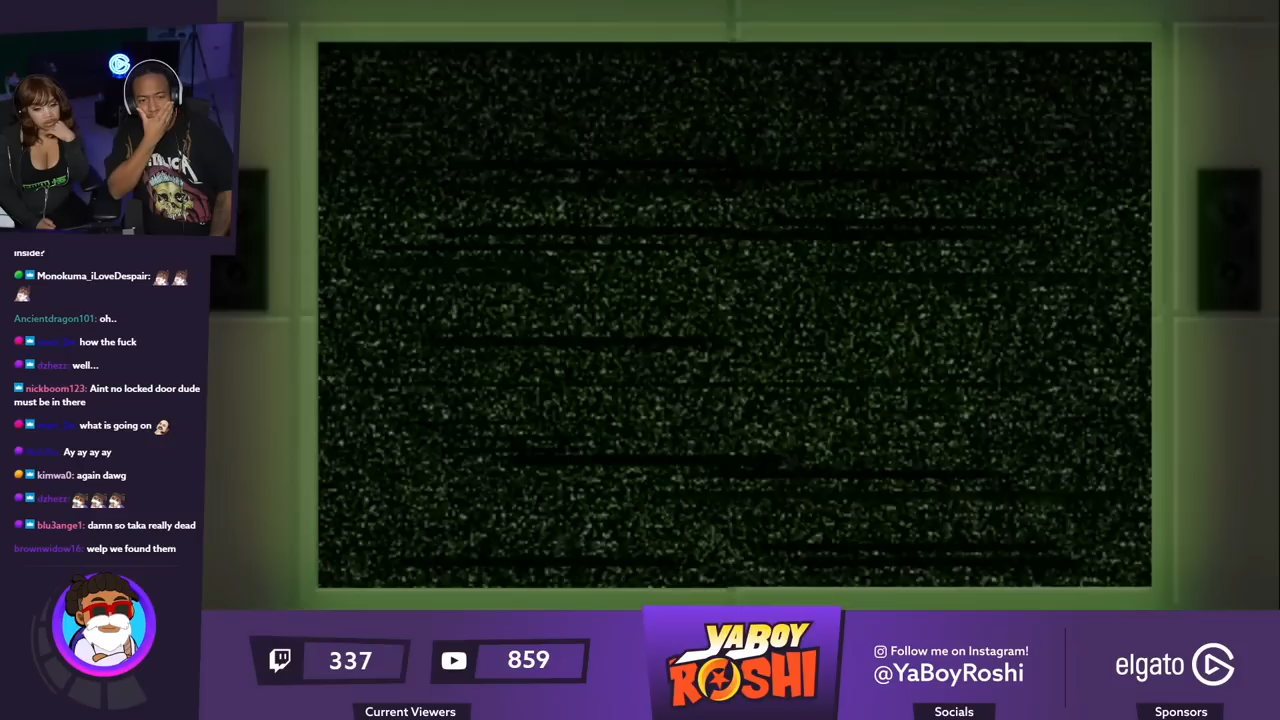 inside?
Monokuma_iLoveDespair:
Ancientdragon101: oh..
how the fuck
dzhezz: well...
nickboom123: Aint no locked door dude
must be in there
what is going on
Ay ay ay ay
kimwa0: again dawg
dzhezz:
blu3ange1: damn so taka really dead
brownwidow16: welp we found them
337
859
Current Viewers
YABOY
ROSHI
Follow me on Instagram!
@YaBoyRoshi
Socials
elgato
Sponsors